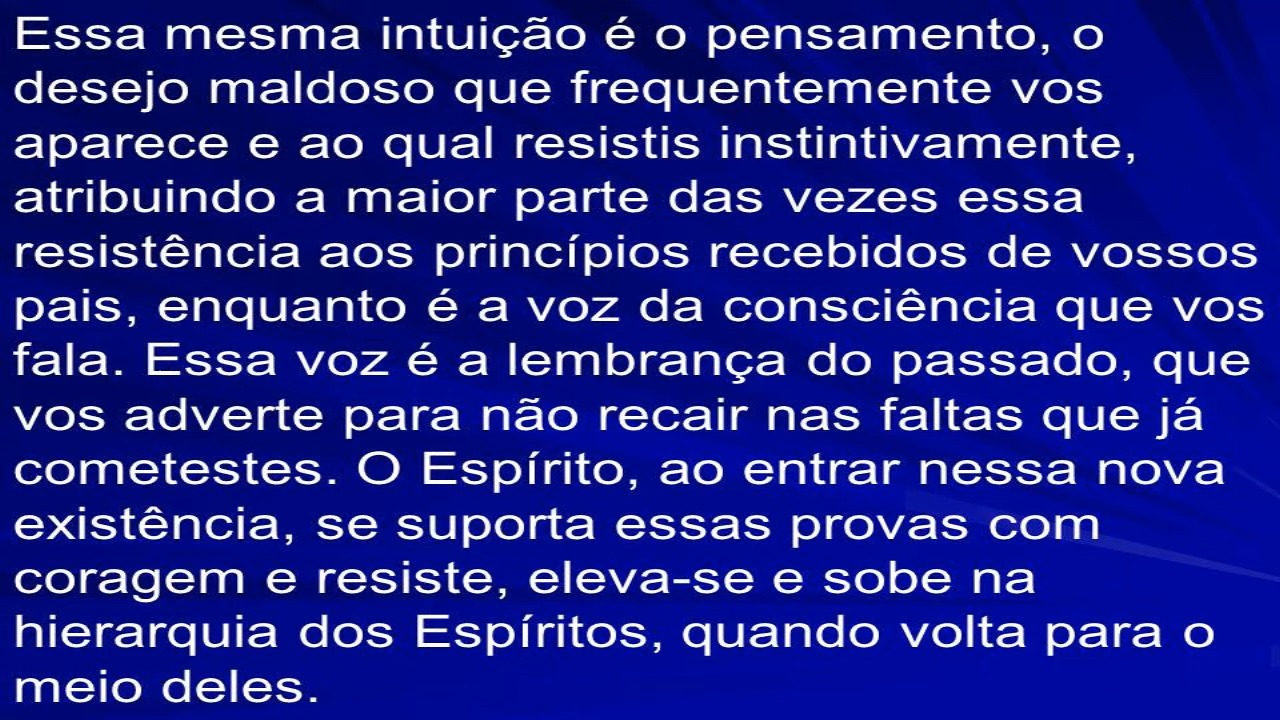 Essa mesma intuição é o pensamento, o
desejo maldoso que frequentemente vos
aparece e ao qual resistis instintivamente,
atribuindo a maior parte das vezes essa
resistência aos princípios recebidos de vossos
pais, enquanto é a voz da consciência que vos
fala. Essa voz é a lembrança do passado, que
vos adverte para não recair nas faltas que já
cometestes. O Espírito, ao entrar nessa nova
existência, se suporta essas provas com
coragem e resiste, eleva-se e sobe na
hierarquia dos Espíritos, quando volta para o
meio deles.